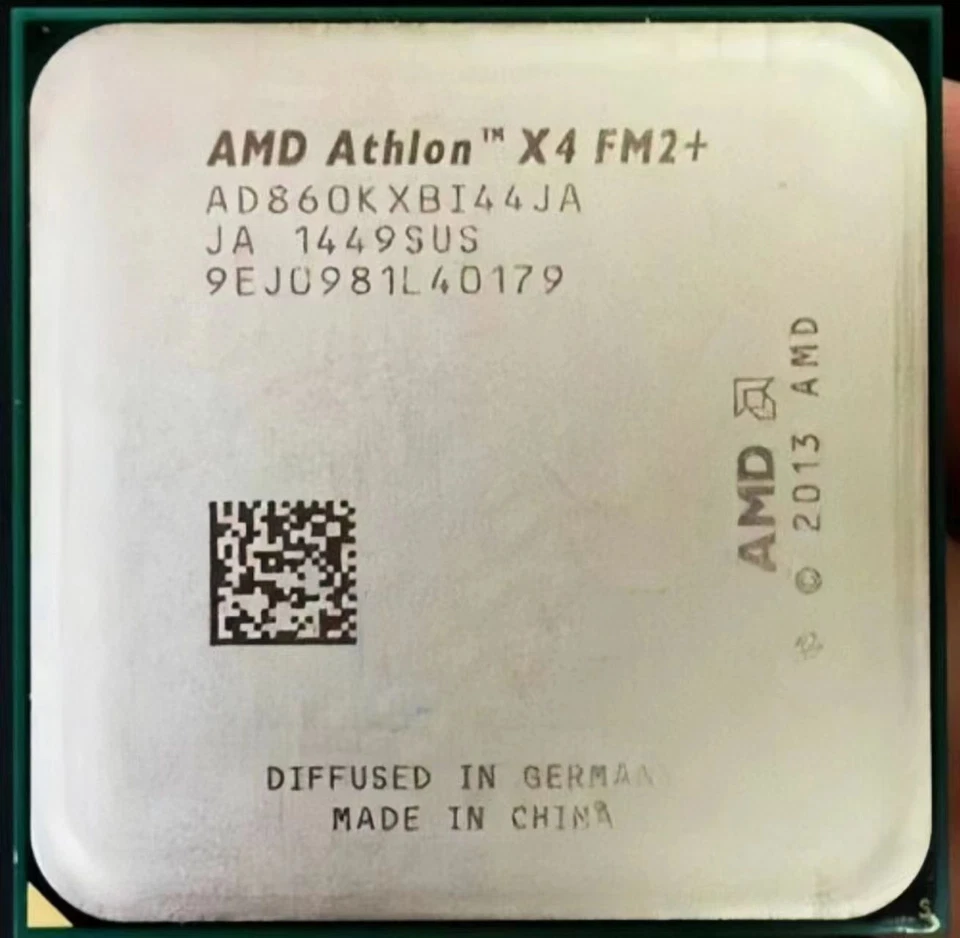 AMD Athlon™ X4 FM2+
AD860KXBI44JA
JA 1449SUS
9EJ0981L40179
AMD
© 2013 AMD
DIFFUSED IN GERMANY
MADE IN CHINA